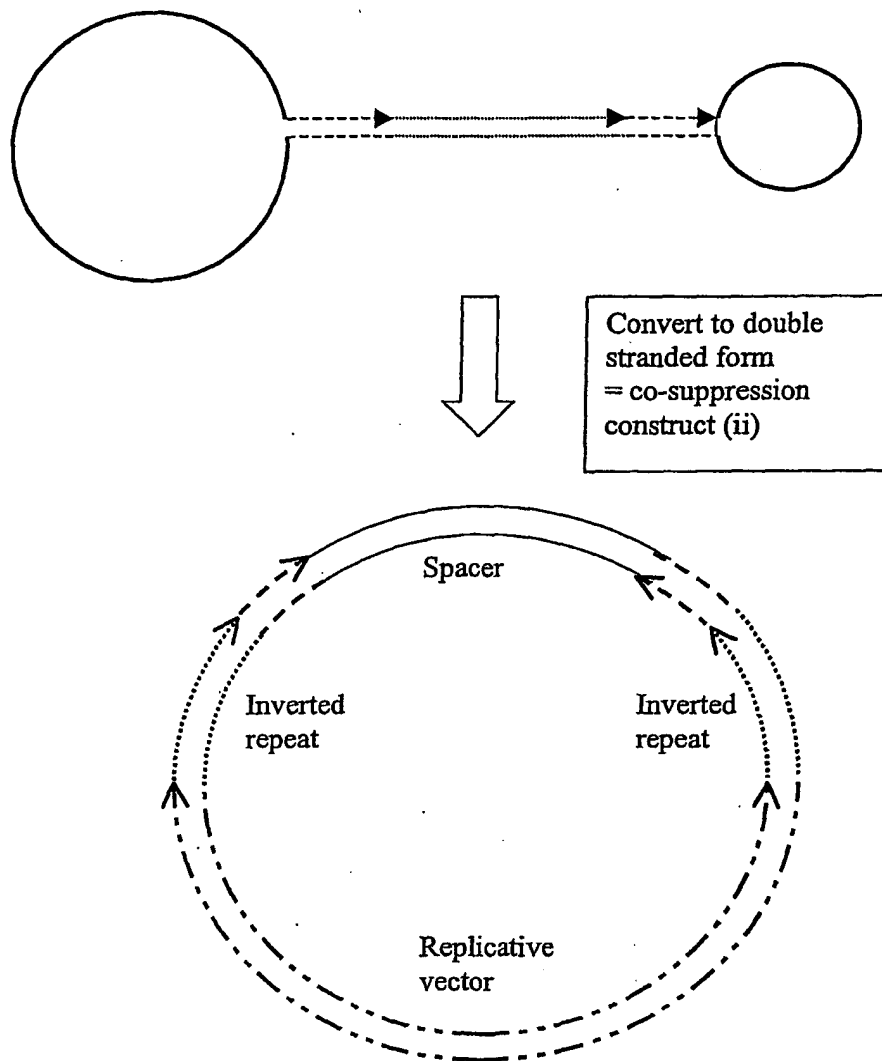 Convert to double
stranded form
= co-suppression
construct (ii)
Spacer
Inverted
repeat
Inverted
repeat
Replicative
vector